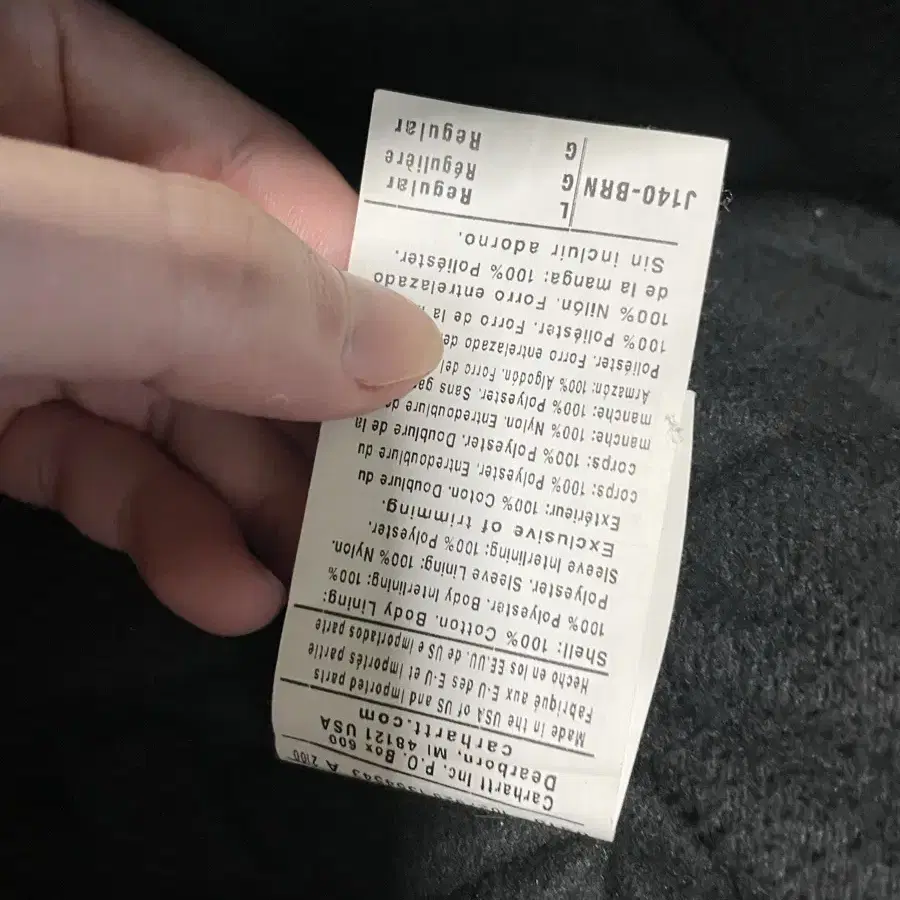 Carhartt Inc. P.O. Box 600
Dearborn, MI 48121 USA
carhartt.com
Made in the USA of US and imported parts
Fabriqué aux E-U des E-U et importés partie
Hecho en los EE.UU. de US e importados parte
Shell: 100% Cotton. Body Lining:
100% Polyester. Body Interlining: 100%
Polyester. Sleeve Lining: 100% Nylon.
Sleeve Interlining: 100% Polyester.
Exclusive of trimming.
Extérieur: 100% Coton. Doublure du
corps: 100% Polyester. Entredoublure du
corps: 100% Polyester. Doublure de la
manche: 100% Nylon. Entredoublure de
manche: 100% Polyester. Sans
Armazón: 100% Algodón. Forro del
Poliéster. Forro entrelazado
100% Poliéster. Forro de la
100% Nilón. Forro entrelazado
de la manga: 100% Poliéster.
Sin incluir adorno.
J140-BRN
L Regular
G Régulière
G Regular